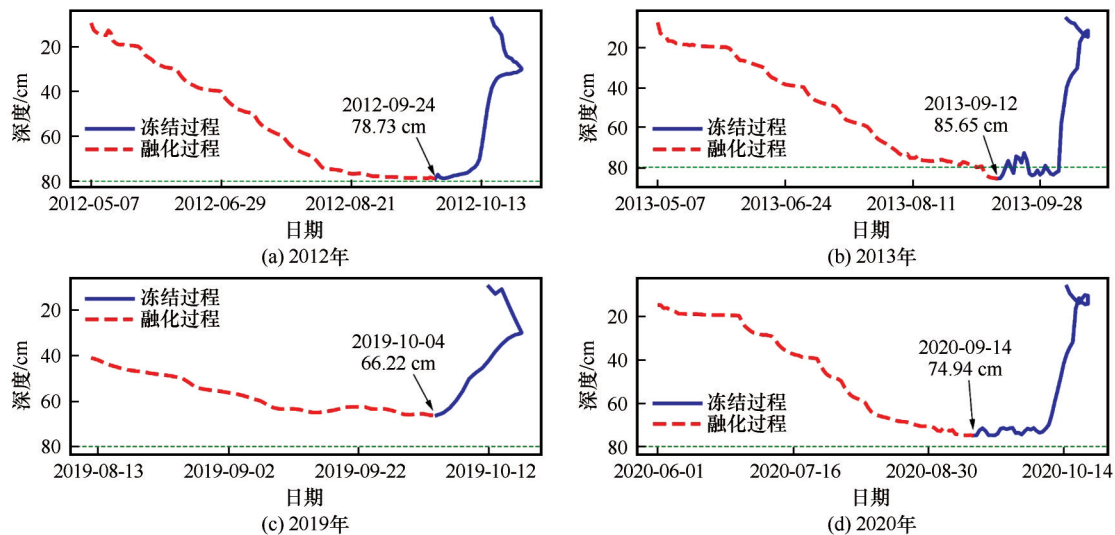 深度/cm
20
40
60
80
2012-09-24
78.73 cm
冻结过程
融化过程
2012-05-07
2012-06-29
2012-08-21
2012-10-13
日期
(a) 2012年
深度/cm
20
40
60
80
2013-09-12
85.65 cm
冻结过程
融化过程
2013-05-07
2013-06-24
2013-08-11
2013-09-28
日期
(b) 2013年
深度/cm
20
40
60
80
冻结过程
融化过程
2019-10-04
66.22 cm
2019-08-13
2019-09-02
2019-09-22
2019-10-12
日期
(c) 2019年
深度/cm
20
40
60
80
2020-09-14
74.94 cm
冻结过程
融化过程
2020-06-01
2020-07-16
2020-08-30
2020-10-14
日期
(d) 2020年